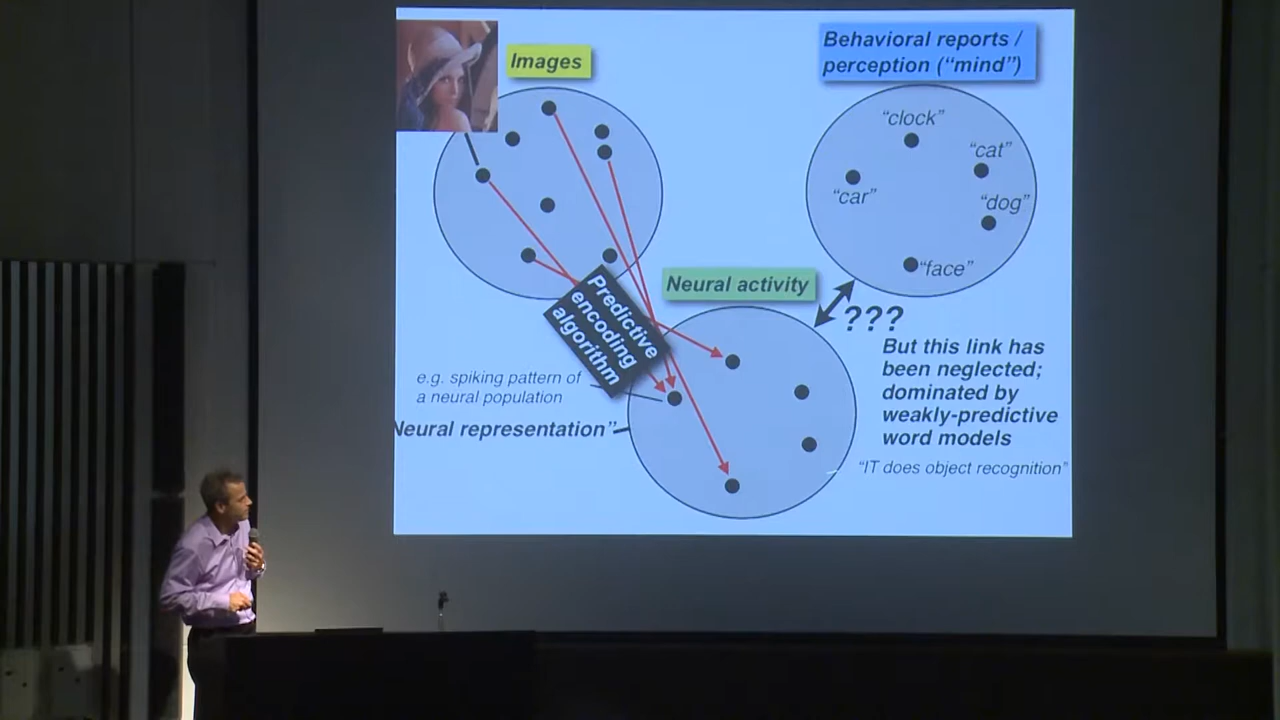 Images
Behavioral reports /
perception ("mind")
"clock"
"cat"
"car"
"dog"
"face"
Neural activity
Predictive
encoding
algorithm
???
But this link has
been neglected;
dominated by
weakly-predictive
word models
"IT does object recognition"
e.g. spiking pattern of
a neural population
Neural representation"